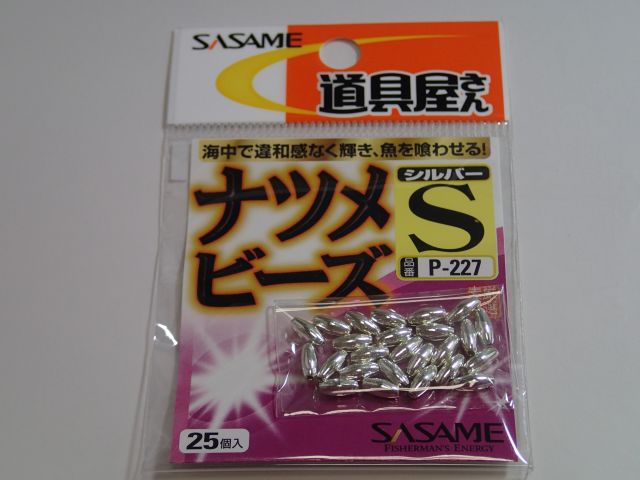 SASAME
道具屋さん
海中で違和感なく輝き、魚を喰わせる!
ナツメ
ビーズ
シルバー
S
品番 P-227
25個入
SASAME
FISHERMAN'S ENERGY